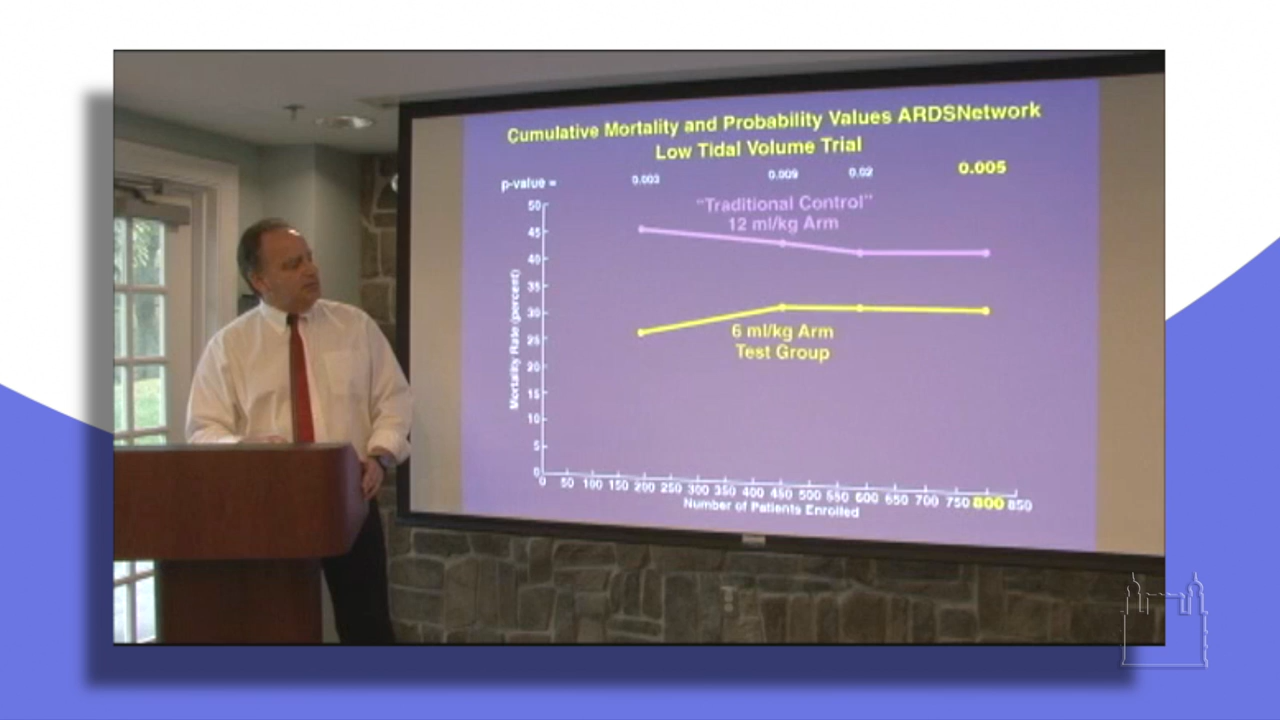 Cumulative Mortality and Probability Values ARDSNetwork
Low Tidal Volume Trial
p-value = 0.003 0.009 0.02 0.005
"Traditional Control"
12 ml/kg Arm
6 ml/kg Arm
Test Group
Mortality Rate (percent)
50
45
40
35
30
25
20
15
10
5
0
0 50 100 150 200 250 300 350 400 450 500 550 600 650 700 750 800 850
Number of Patients Enrolled